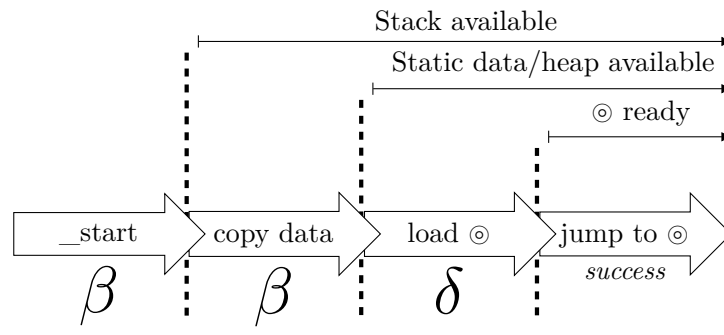 Stack available
Static data/heap available
⊚ ready
_start
copy data
load ⊚
jump to ⊚
success
β
β
δ